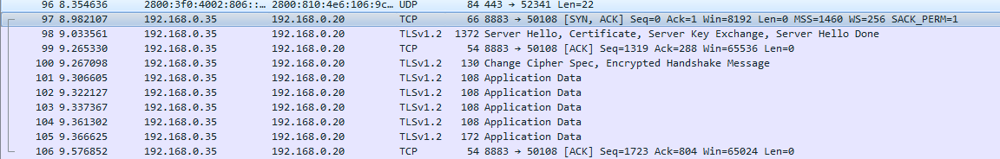 96 8.354636 2800:3f0:4002:806::… 2800:810:4e6:106:9c… UDP 84 443 → 52341 Len=22
97 8.982107 192.168.0.35 192.168.0.20 TCP 66 8883 → 50108 [SYN, ACK] Seq=0 Ack=1 Win=8192 Len=0 MSS=1460 WS=256 SACK_PERM=1
98 9.033561 192.168.0.35 192.168.0.20 TLSv1.2 1372 Server Hello, Certificate, Server Key Exchange, Server Hello Done
99 9.265330 192.168.0.35 192.168.0.20 TCP 54 8883 → 50108 [ACK] Seq=1319 Ack=288 Win=65536 Len=0
100 9.267098 192.168.0.35 192.168.0.20 TLSv1.2 130 Change Cipher Spec, Encrypted Handshake Message
101 9.306605 192.168.0.35 192.168.0.20 TLSv1.2 108 Application Data
102 9.322127 192.168.0.35 192.168.0.20 TLSv1.2 108 Application Data
103 9.337367 192.168.0.35 192.168.0.20 TLSv1.2 108 Application Data
104 9.361302 192.168.0.35 192.168.0.20 TLSv1.2 108 Application Data
105 9.366625 192.168.0.35 192.168.0.20 TLSv1.2 172 Application Data
106 9.576852 192.168.0.35 192.168.0.20 TCP 54 8883 → 50108 [ACK] Seq=1723 Ack=804 Win=65024 Len=0